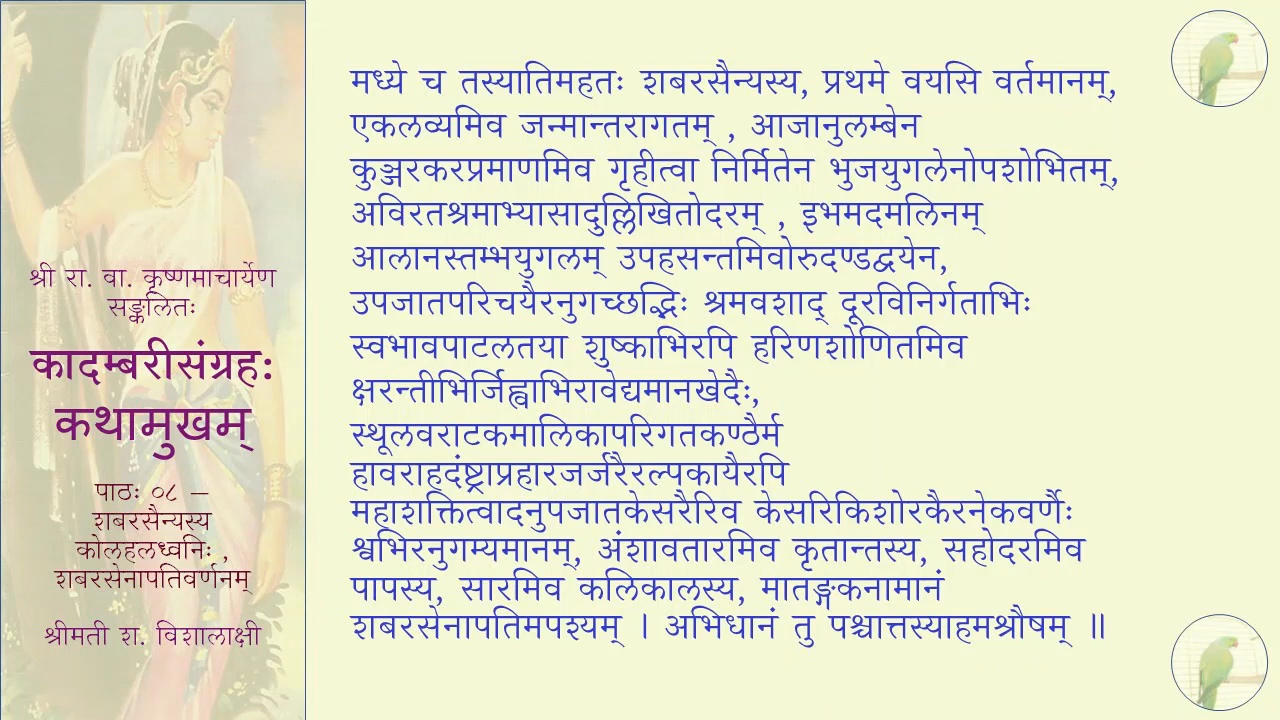 श्री रा. वा. कृष्णमाचार्येण
सङ्कलितः
कादम्बरीसंग्रहः
कथामुखम्
पाठः ०८ –
शबरसैन्यस्य
कोलहलध्वनिः ,
शबरसेनापतिवर्णनम्
श्रीमती श. विशालाक्षी
मध्ये च तस्यातिमहतः शबरसैन्यस्य, प्रथमे वयसि वर्तमानम्,
एकलव्यमिव जन्मान्तरागतम् , आजानुलम्बेन
कुञ्जरकरप्रमाणमिव गृहीत्वा निर्मितेन भुजयुगलेनोपशोभितम्,
अविरतश्रमाभ्यासादुल्लिखितोदरम् , इभमदमलिनम्
आलानस्तम्भयुगलम् उपहसन्तमिवोरुदण्डद्वयेन,
उपजातपरिचयैरनुगच्छद्भिः श्रमवशाद् दूरविनिर्गताभिः
स्वभावपाटलतया शुष्काभिरपि हरिणशोणितमिव
क्षरन्तीभिर्जिह्वाभिरावेद्यमानखेदैः,
स्थूलवराटकमालिकापरिगतकण्ठैर्म
हावराहदंष्ट्राप्रहारजर्जरैरल्पकायैरपि
महाशक्तित्वादनुपजातकेसरैरिव केसरिकिशोरकैरनेकवर्णैः
श्वभिरनुगम्यमानम्, अंशावतारमिव कृतान्तस्य, सहोदरमिव
पापस्य, सारमिव कलिकालस्य, मातङ्गकनामानं
शबरसेनापतिमपश्यम् । अभिधानं तु पश्चात्तस्याहमश्रौषम् ॥